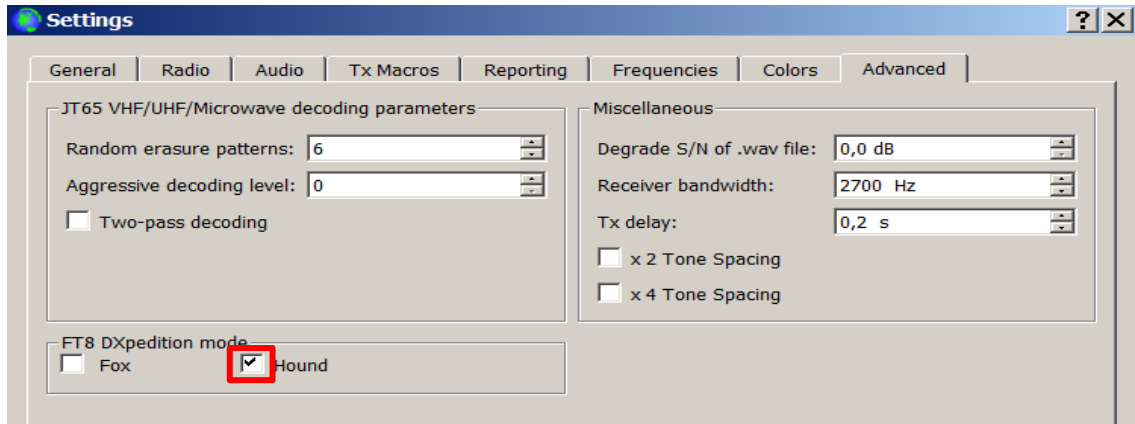 Settings
General Radio Audio Tx Macros Reporting Frequencies Colors Advanced
JT65 VHF/UHF/Microwave decoding parameters
Random erasure patterns: 6
Aggressive decoding level: 0
Two-pass decoding
Miscellaneous
Degrade S/N of .wav file: 0,0 dB
Receiver bandwidth: 2700 Hz
Tx delay: 0,2 s
x 2 Tone Spacing
x 4 Tone Spacing
FT8 DXpedition mode
Fox Hound